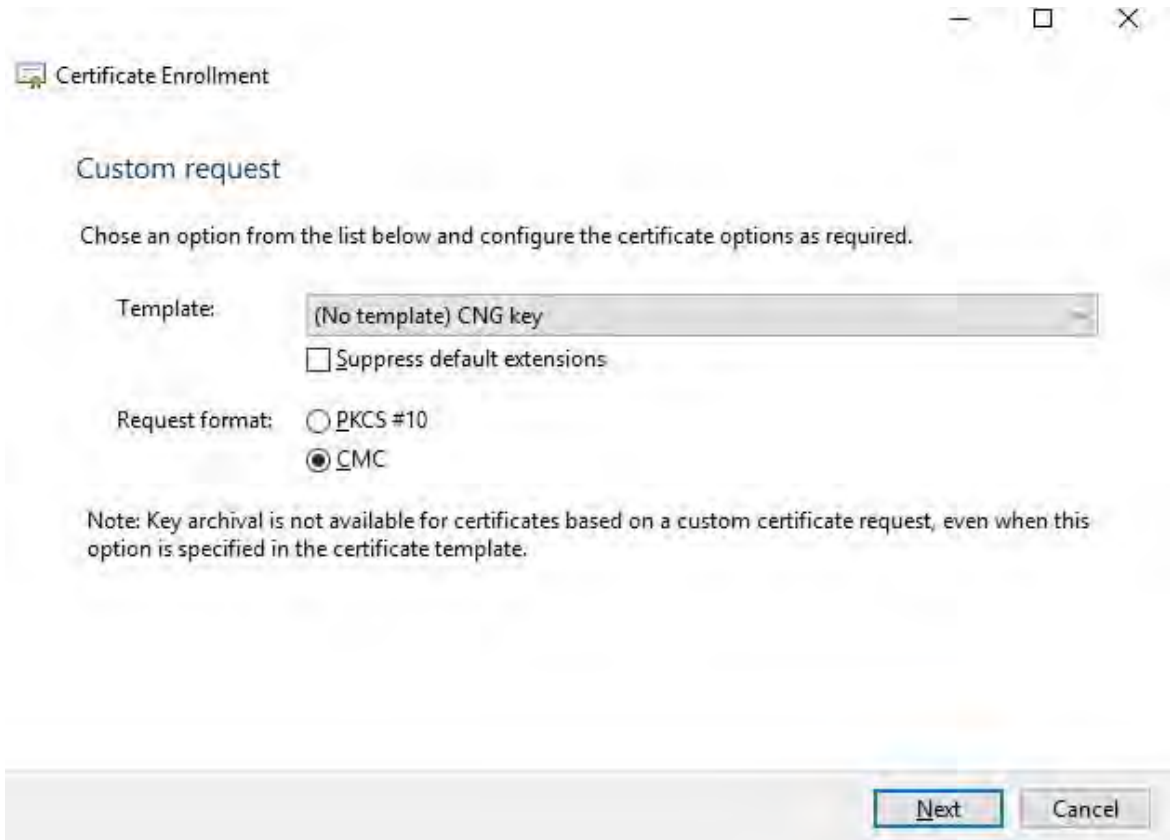 Certificate Enrollment
Custom request
Chose an option from the list below and configure the certificate options as required.
Template:
(No template) CNG key
Suppress default extensions
Request format:
PKCS #10
CMC
Note: Key archival is not available for certificates based on a custom certificate request, even when this
option is specified in the certificate template.
Next
Cancel